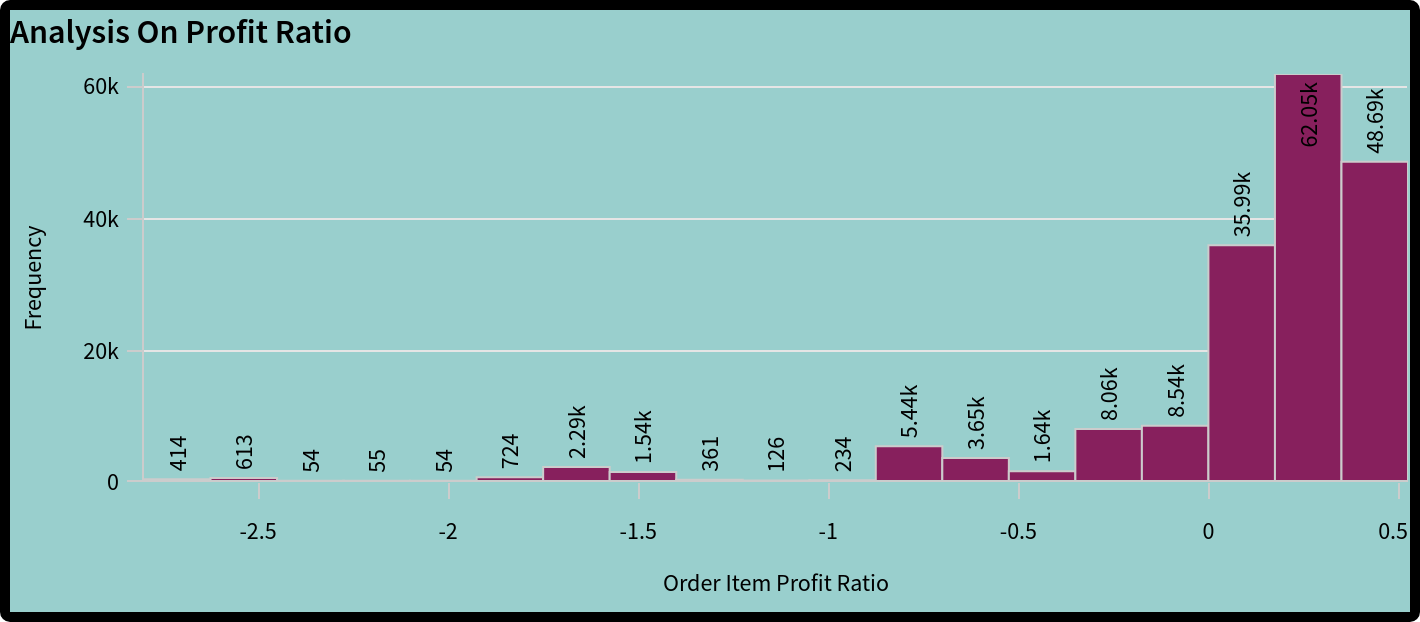 Analysis On Profit Ratio
60k
40k
20k
0
Frequency
414
613
54
55
54
724
2.29k
1.54k
361
126
234
5.44k
3.65k
1.64k
8.06k
8.54k
35.99k
62.05k
48.69k
-2.5
-2
-1.5
-1
-0.5
0
0.5
Order Item Profit Ratio